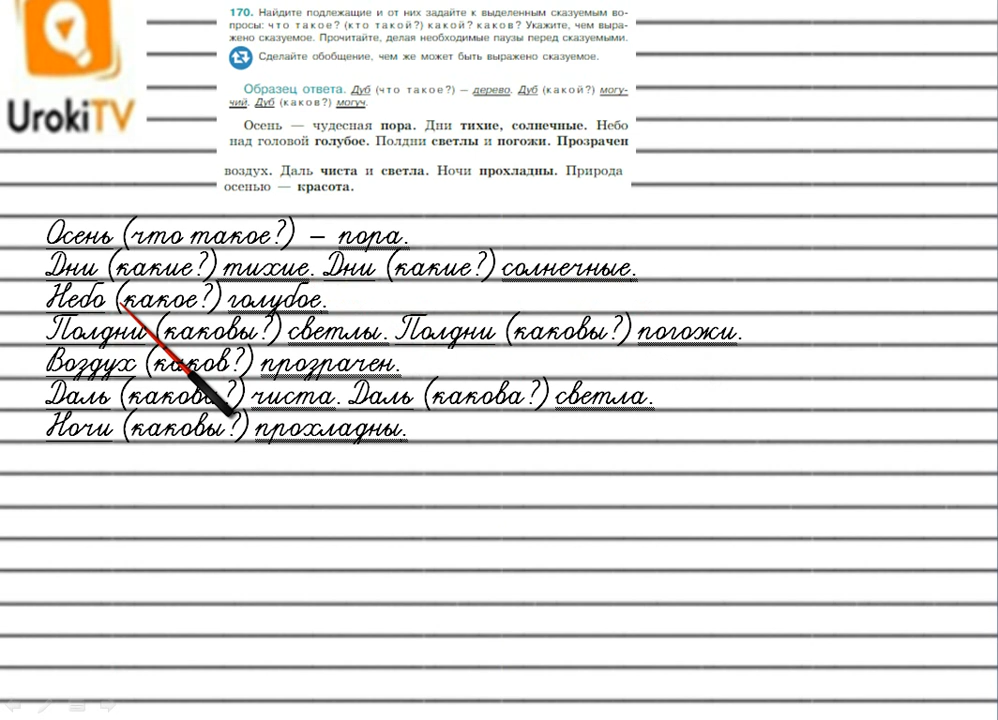 170. Найдите подлежащие и от них задайте к выделенным сказуемым во-
просы: что такое? (кто такой?) какой? каков? Укажите, чем выра-
жено сказуемое. Прочитайте, делая необходимые паузы перед сказуемыми.
Сделайте обобщение, чем же может быть выражено сказуемое.
Образец ответа. Дуб (что такое?) — дерево. Дуб (какой?) могу-
чий. Дуб (каков?) могуч.
UrokiTV
Осень — чудесная пора. Дни тихие, солнечные. Небо
над головой голубое. Полдни светлы и погожи. Прозрачен
воздух. Даль чиста и светла. Ночи прохладны. Природа
осенью — красота.
Осень (что такое?) – пора.
Дни (какие?) тихие. Дни (какие?) солнечные.
Небо (какое?) голубое.
Полдни (каковы?) светлы. Полдни (каковы?) погожи.
Воздух (каков?) прозрачен.
Даль (какова?) чиста. Даль (какова?) светла.
Ночи (каковы?) прохладны.